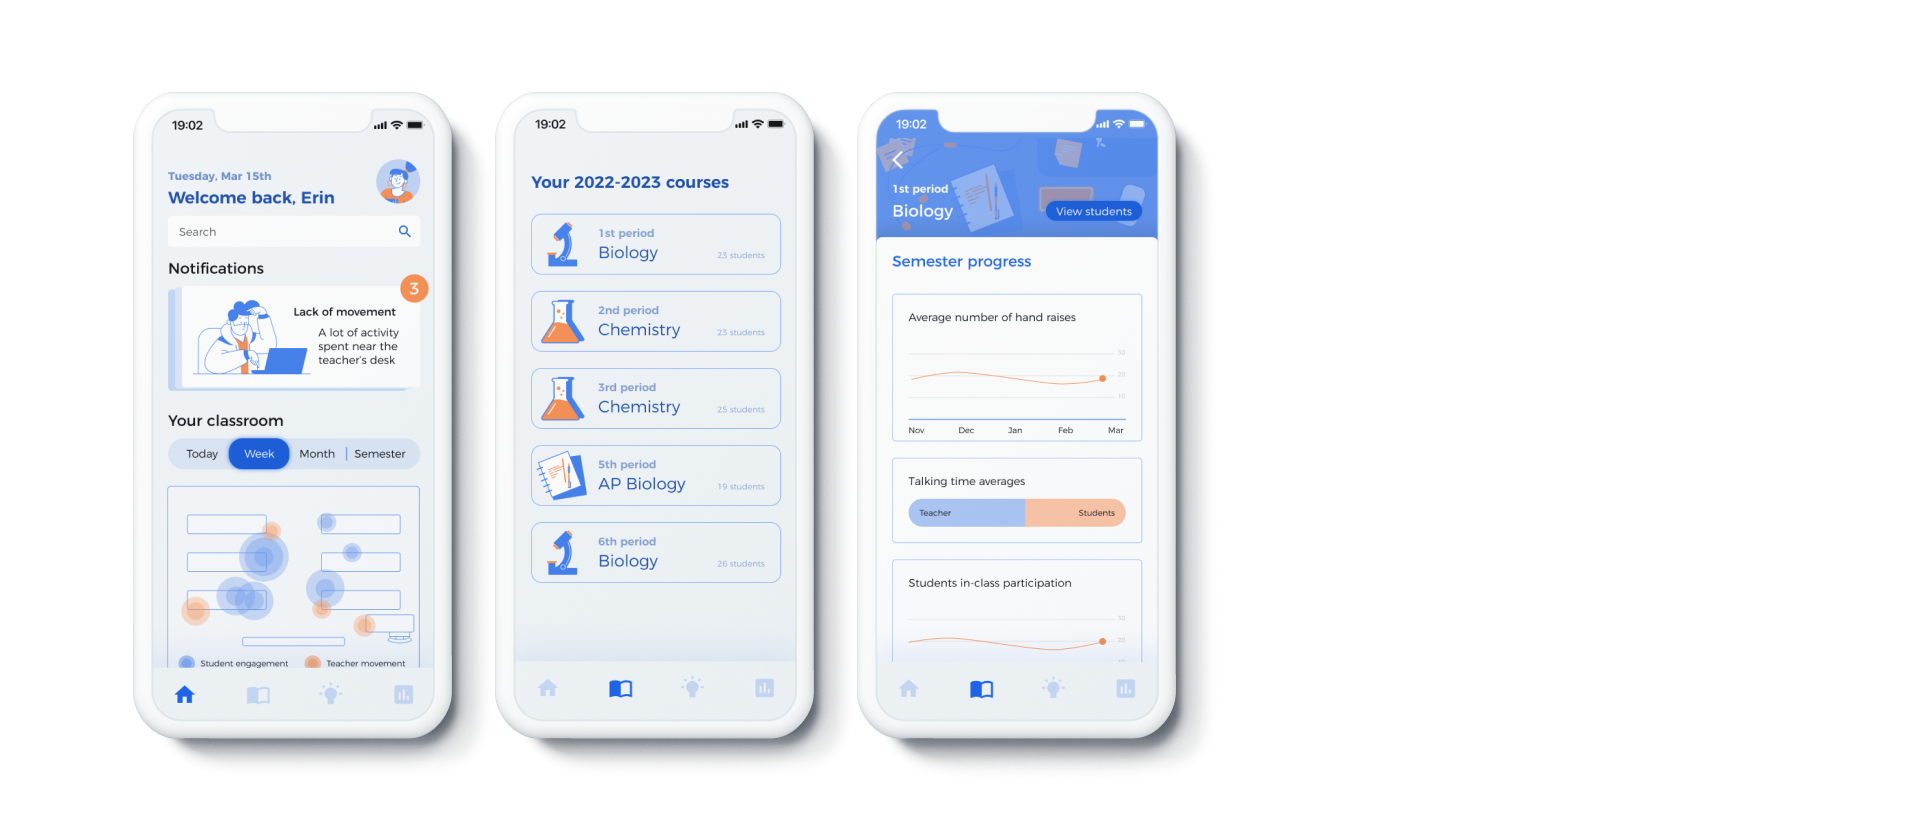 19:02
Tuesday, Mar 15th
Welcome back, Erin
Search
Notifications
3
Lack of movement
A lot of activity
spent near the
teacher's desk
Your classroom
Today Week Month Semester
Student engagement Teacher movement
19:02
Your 2022-2023 courses
1st period
Biology
23 students
2nd period
Chemistry
23 students
3rd period
Chemistry
25 students
5th period
AP Biology
19 students
6th period
Biology
26 students
19:02
1st period
Biology
View students
Semester progress
Average number of hand raises
30
20
10
Nov Dec Jan Feb Mar
Talking time averages
Teacher Students
Students in-class participation
30
20